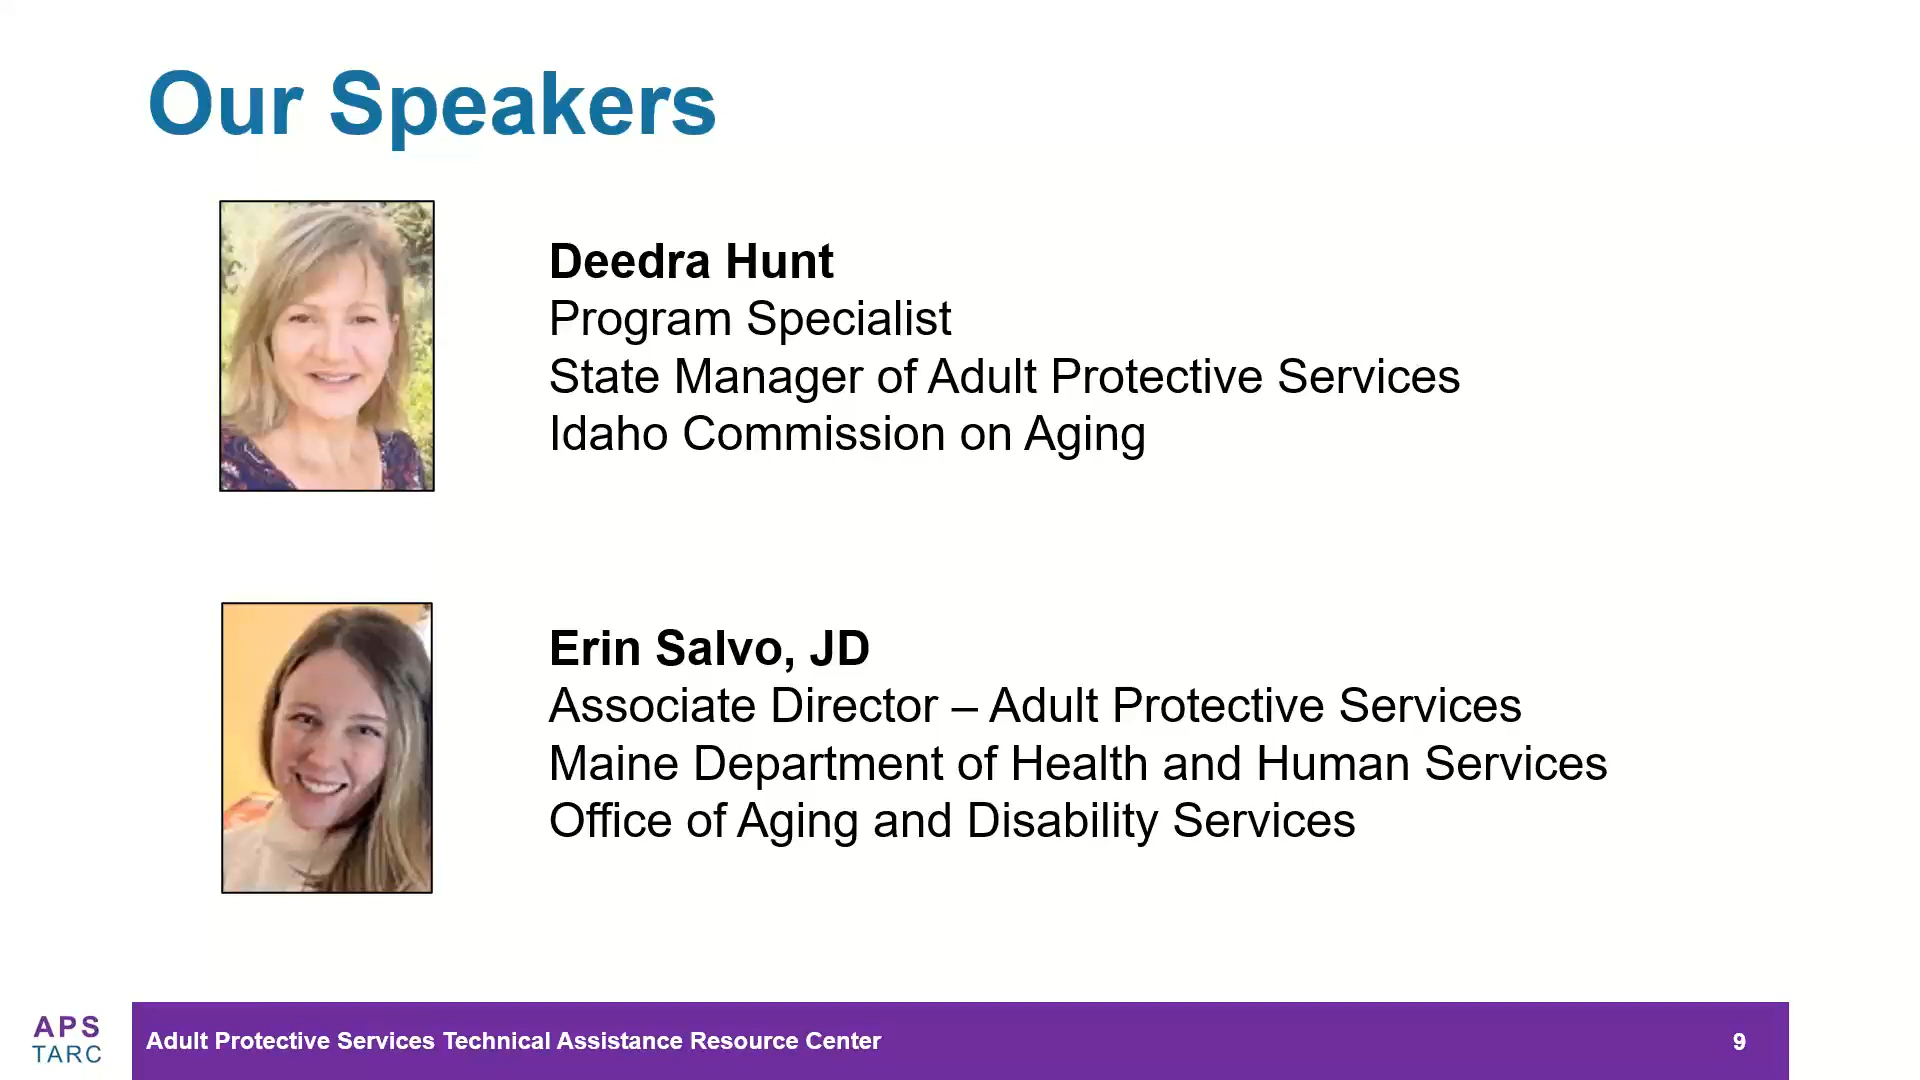 Our Speakers
Deedra Hunt
Program Specialist
State Manager of Adult Protective Services
Idaho Commission on Aging
Erin Salvo, JD
Associate Director – Adult Protective Services
Maine Department of Health and Human Services
Office of Aging and Disability Services
APS
TARC
Adult Protective Services Technical Assistance Resource Center
9